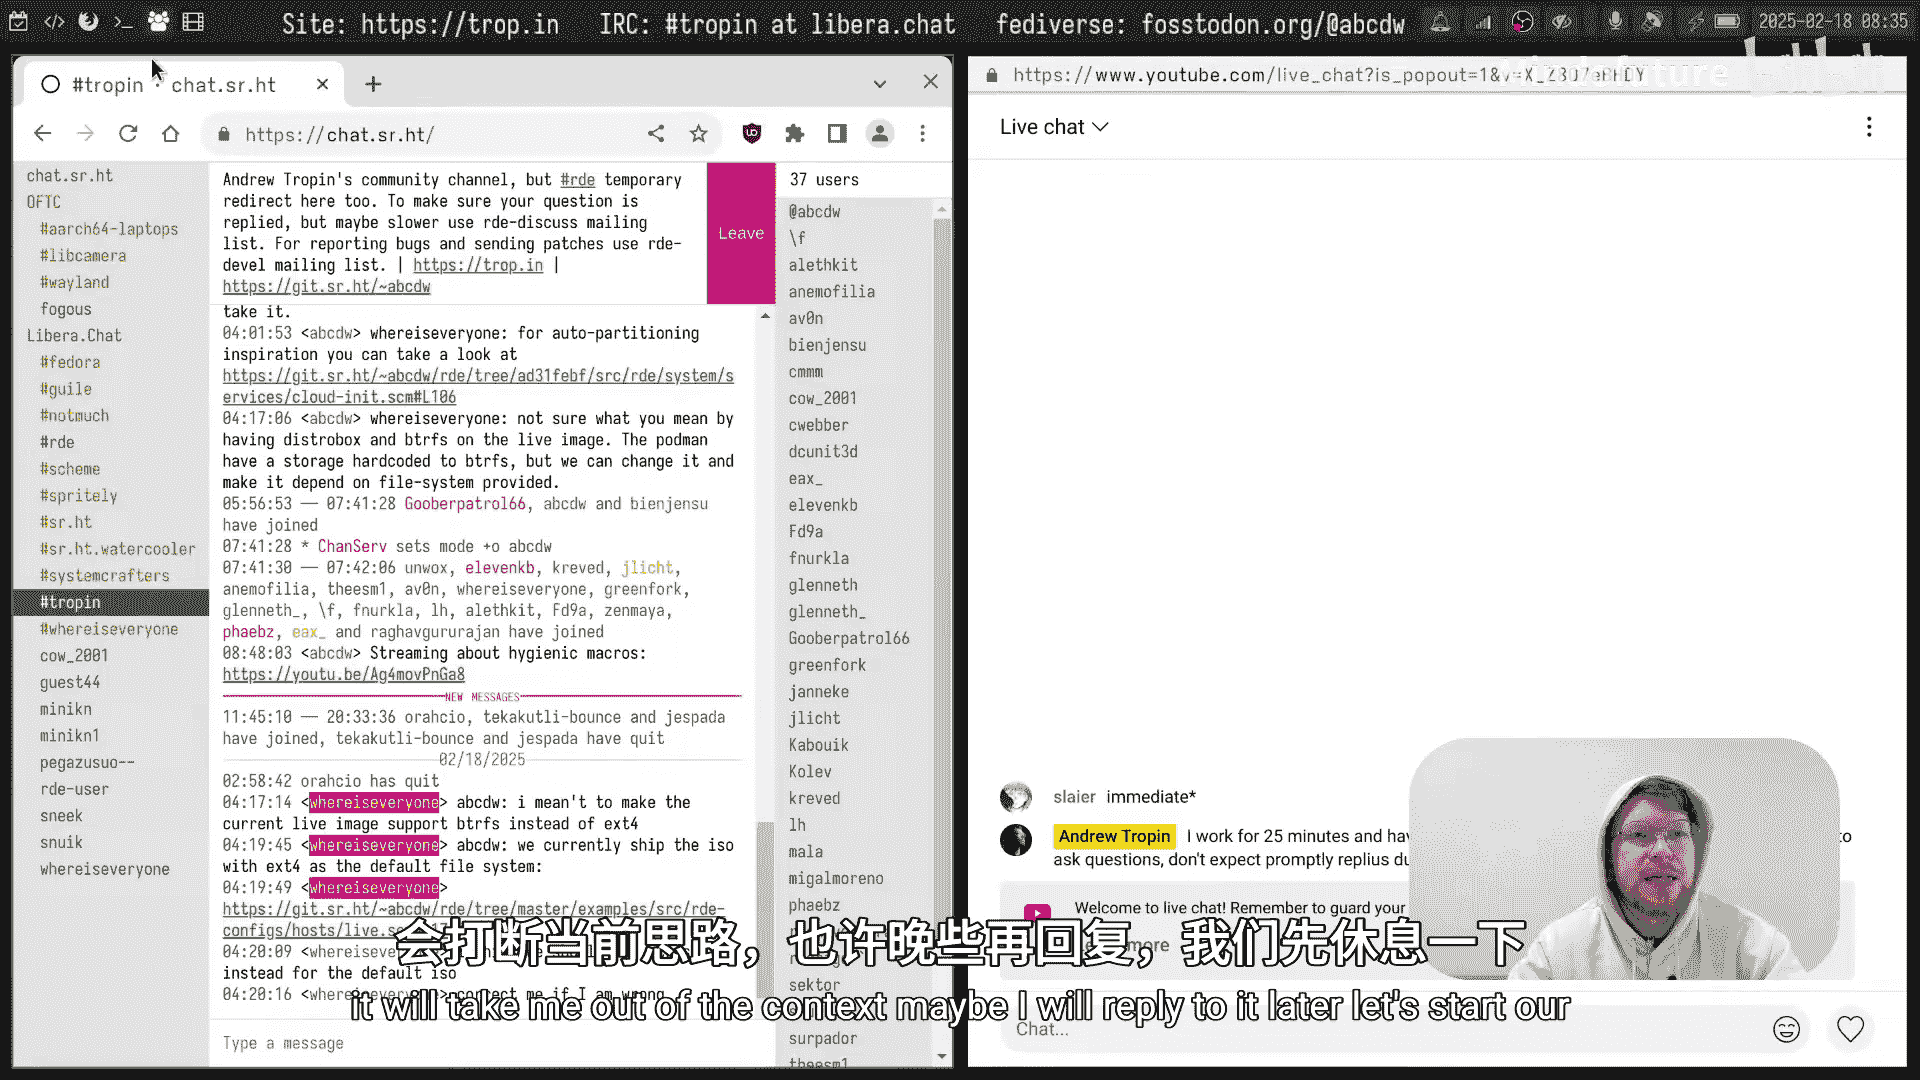 Site: https://trop.in IRC: #tropin at libera.chat fediverse: fosstodon.org/@abcdw
2025-02-18 08:35
#tropin · chat.sr.ht
https://chat.sr.ht/
chat.sr.ht
OFTC
#aarch64-laptops
#libcamera
#wayland
fogous
Libera.Chat
#fedora
#guile
#notmuch
#rde
#scheme
#spritely
#sr.ht
#sr.ht.watercooler
#systemcrafters
#tropin
#whereiseveryone
cow_2001
guest44
minikn
minikn1
pegazusuo--
rde-user
sneek
snuik
whereiseveryone
Andrew Tropin's community channel, but #rde temporary
redirect here too. To make sure your question is
replied, but maybe slower use rde-discuss mailing
list. For reporting bugs and sending patches use rde-
devel mailing list. | https://trop.in |
https://git.sr.ht/~abcdw
Leave
take it.
04:01:53 <abcdw> whereiseveryone: for auto-partitioning
inspiration you can take a look at
https://git.sr.ht/~abcdw/rde/tree/ad31febf/src/rde/system/s
ervices/cloud-init.scm#L106
04:17:06 <abcdw> whereiseveryone: not sure what you mean by
having distrobox and btrfs on the live image. The podman
have a storage hardcoded to btrfs, but we can change it and
make it depend on file-system provided.
05:56:53 — 07:41:28 Gooberpatrol66, abcdw and bienjensu
have joined
07:41:28 * ChanServ sets mode +o abcdw
07:41:30 — 07:42:06 unwox, elevenkb, kreved, jlicht,
anemofilia, theesm1, av0n, whereiseveryone, greenfork,
glenneth_, \f, fnurkla, lh, alethkit, Fd9a, zenmaya,
phaebz, eax_ and raghavgururajan have joined
08:48:03 <abcdw> Streaming about hygienic macros:
https://youtu.be/Ag4movPnGa8
NEW MESSAGES
11:45:10 — 20:33:36 orahcio, tekakutli-bounce and jespada
have joined, tekakutli-bounce and jespada have quit
02/18/2025
02:58:42 orahcio has quit
04:17:14 <whereiseveryone> abcdw: i mean't to make the
current live image support btrfs instead of ext4
04:19:45 <whereiseveryone> abcdw: we currently ship the iso
with ext4 as the default file system:
04:19:49 <whereiseveryone>
https://git.sr.ht/~abcdw/rde/tree/master/examples/src/rde-
configs/hosts/live.
04:20:09
instead for the default iso
04:20:16 <whereiseveryone> correct me if I am wrong
Type a message
37 users
@abcdw
\f
alethkit
anemofilia
av0n
bienjensu
cmmm
cow_2001
cwebber
dcunit3d
eax_
elevenkb
Fd9a
fnurkla
glenneth
glenneth_
Gooberpatrol66
greenfork
janneke
jlicht
Kabouik
Kolev
kreved
lh
mala
migalmoreno
phaebz
sektor
surpador
theesm1
https://www.youtube.com/live_chat?is_popout=1&v=
Live chat
slaier immediate*
Andrew Tropin I work for 25 minutes and
to
ask questions, don't expect promptly replius
Welcome to live chat! Remember to guard your
Chat...
会打断当前思路，也许晚些再回复，我们先休息一下
it will take me out of the context maybe I will reply to it later let's start our